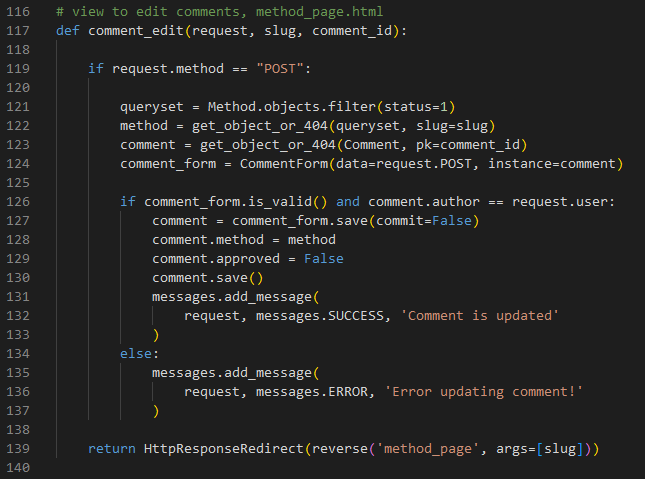 116 # view to edit comments, method_page.html
117 def comment_edit(request, slug, comment_id):
118
119     if request.method == "POST":
120
121         queryset = Method.objects.filter(status=1)
122         method = get_object_or_404(queryset, slug=slug)
123         comment = get_object_or_404(Comment, pk=comment_id)
124         comment_form = CommentForm(data=request.POST, instance=comment)
125
126         if comment_form.is_valid() and comment.author == request.user:
127             comment = comment_form.save(commit=False)
128             comment.method = method
129             comment.approved = False
130             comment.save()
131             messages.add_message(
132                 request, messages.SUCCESS, 'Comment is updated'
133             )
134         else:
135             messages.add_message(
136                 request, messages.ERROR, 'Error updating comment!'
137             )
138
139     return HttpResponseRedirect(reverse('method_page', args=[slug]))
140